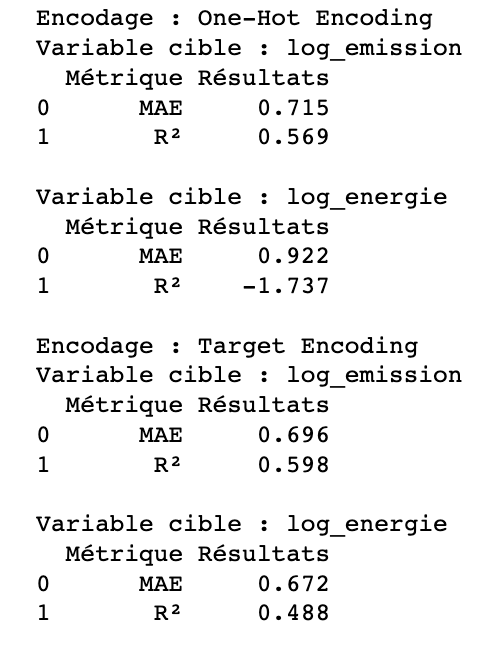 Encodage : One-Hot Encoding
Variable cible : log_emission
Métrique Résultats
0 MAE 0.715
1 R² 0.569
Variable cible : log_energie
Métrique Résultats
0 MAE 0.922
1 R² -1.737
Encodage : Target Encoding
Variable cible : log_emission
Métrique Résultats
0 MAE 0.696
1 R² 0.598
Variable cible : log_energie
Métrique Résultats
0 MAE 0.672
1 R² 0.488